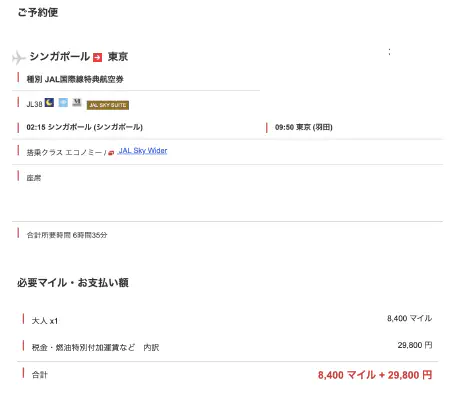 ご予約便
シンガポール 東京
種別 JAL国際線特典航空券
JL38 JAL SKY SUITE
02:15 シンガポール (シンガポール) 09:50 東京 (羽田)
搭乗クラス エコノミー / JAL Sky Wider
座席
合計所要時間 6時間35分
必要マイル・お支払い額
大人 x1 8,400 マイル
税金・燃油特別付加運賃など 内訳 29,800 円
合計 8,400 マイル + 29,800 円